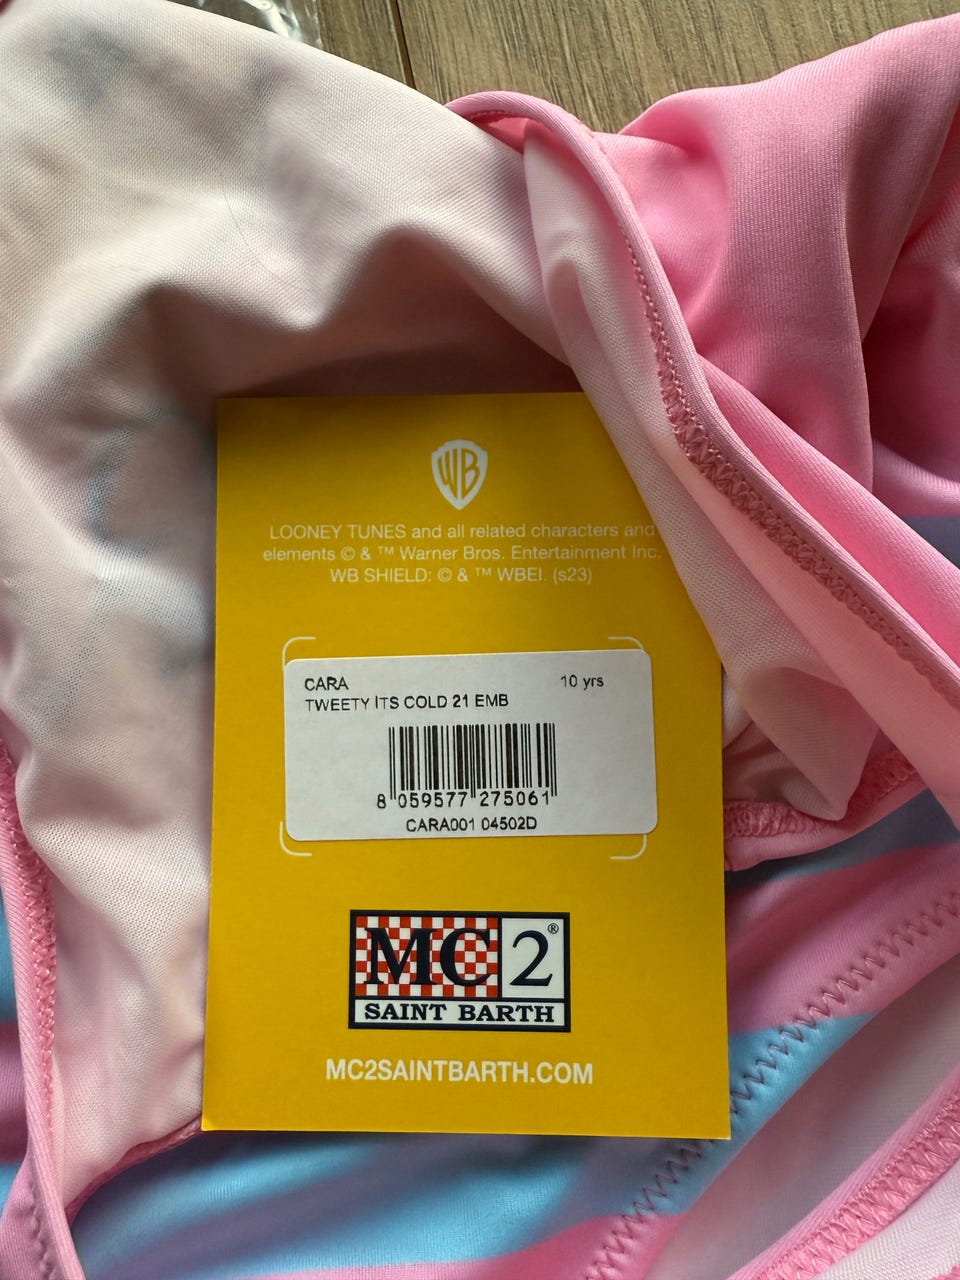 WB
LOONEY TUNES and all related characters and
elements © & ™ Warner Bros. Entertainment Inc.
WB SHIELD: © & ™ WBEI. (s23)
CARA 10 yrs
TWEETY ITS COLD 21 EMB
8 059577 275061
CARA001 04502D
MC2®
SAINT BARTH
MC2SAINTBARTH.COM